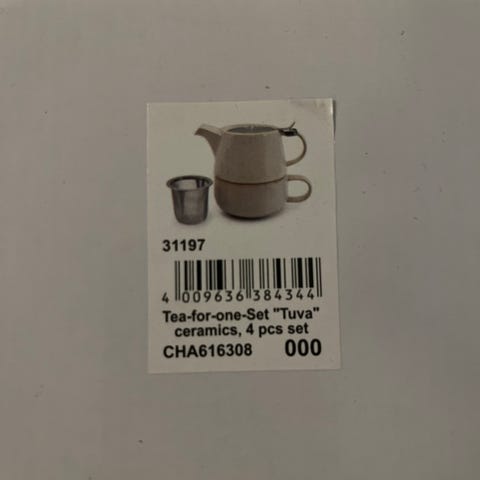 31197
4 009636 384344
Tea-for-one-Set "Tuva"
ceramics, 4 pcs set
CHA616308 000